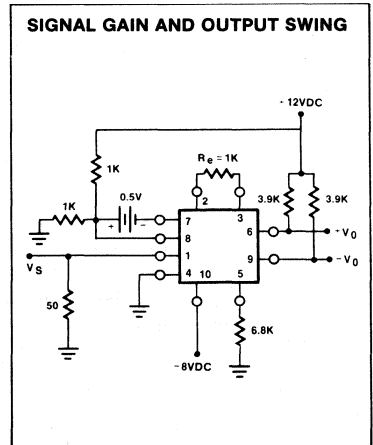 SIGNAL GAIN AND OUTPUT SWING
- 12VDC
1K
Re = 1K
1K
0.5V
3.9K
3.9K
+
-
7
2
3
8
6
+V0
1
9
-V0
VS
4
10
5
50
6.8K
-8VDC